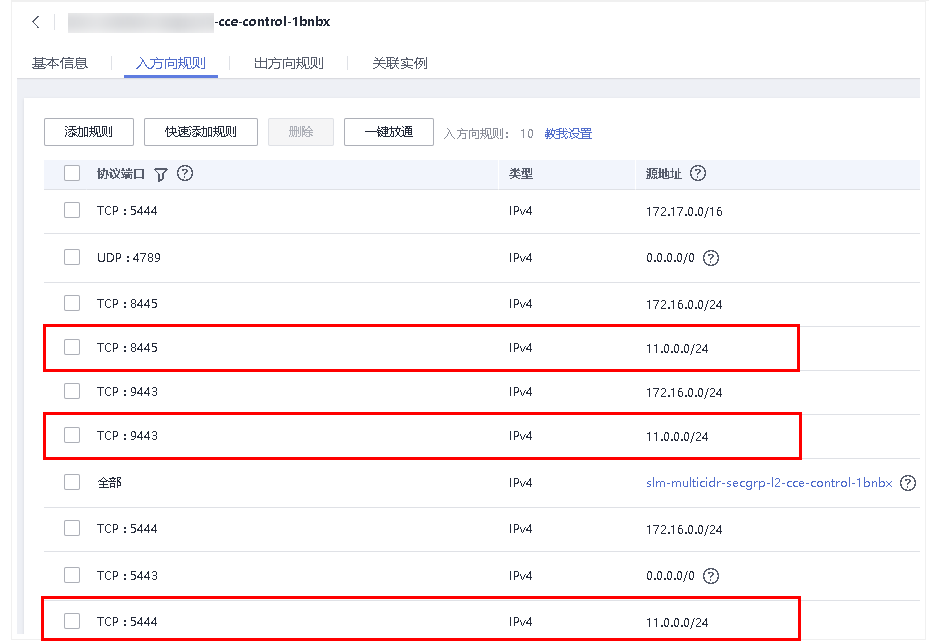 -cce-control-1bnbx
基本信息 入方向规则 出方向规则 关联实例
添加规则 快速添加规则 删除 一键放通 入方向规则: 10 教我设置
协议端口 类型 源地址
TCP : 5444 IPv4 172.17.0.0/16
UDP : 4789 IPv4 0.0.0.0/0
TCP : 8445 IPv4 172.16.0.0/24
TCP : 8445 IPv4 11.0.0.0/24
TCP : 9443 IPv4 172.16.0.0/24
TCP : 9443 IPv4 11.0.0.0/24
全部 IPv4 slm-multicidr-secgrp-l2-cce-control-1bnbx
TCP : 5444 IPv4 172.16.0.0/24
TCP : 5443 IPv4 0.0.0.0/0
TCP : 5444 IPv4 11.0.0.0/24